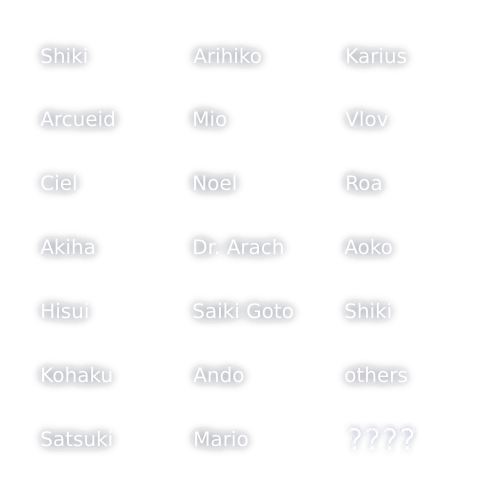 Shiki
Arihiko
Karius
Arcueid
Mio
Vlov
Ciel
Noel
Roa
Akiha
Dr. Arach
Aoko
Hisui
Saiki Goto
Shiki
Kohaku
Ando
others
Satsuki
Mario
????